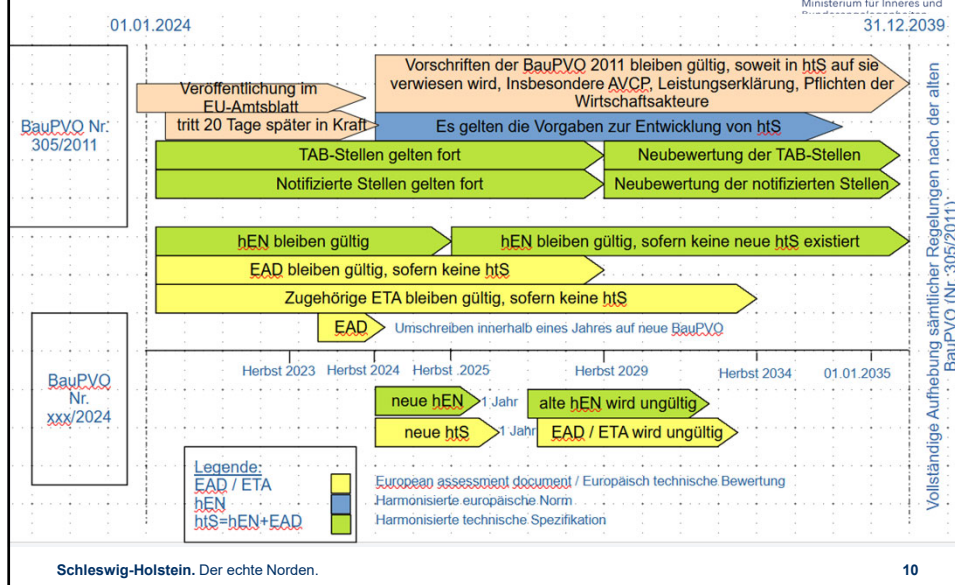 Ministerium für Inneres und
01.01.2024
31.12.2039
Vorschriften der BauPVO 2011 bleiben gültig, soweit in htS auf sie
verwiesen wird, Insbesondere AVCP, Leistungserklärung, Pflichten der
Wirtschaftsakteure
Veröffentlichung im
EU-Amtsblatt
tritt 20 Tage später in Kraft
Es gelten die Vorgaben zur Entwicklung von htS
BauPVO Nr.
305/2011
TAB-Stellen gelten fort
Neubewertung der TAB-Stellen
Notifizierte Stellen gelten fort
Neubewertung der notifizierten Stellen
hEN bleiben gültig
hEN bleiben gültig, sofern keine neue htS existiert
EAD bleiben gültig, sofern keine htS
Zugehörige ETA bleiben gültig, sofern keine htS
EAD
Umschreiben innerhalb eines Jahres auf neue BauPVO
Herbst 2023
Herbst 2024
Herbst .2025
Herbst 2029
Herbst 2034
01.01.2035
BauPVO
Nr.
xxx/2024
neue hEN
1 Jahr
alte hEN wird ungültig
neue htS
1 Jahr
EAD / ETA wird ungültig
Legende:
EAD / ETA
hEN
htS=hEN+EAD
European assessment document / Europäisch technische Bewertung
Harmonisierte europäische Norm
Harmonisierte technische Spezifikation
Vollständige Aufhebung sämtlicher Regelungen nach der alten
BauPVO (Nr. 305/2011):
Schleswig-Holstein. Der echte Norden.
10